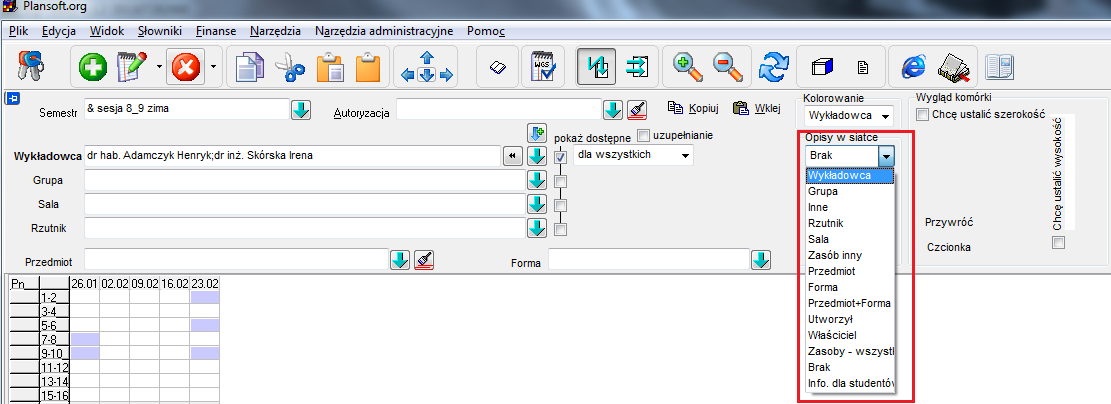 Plansoft.org
Plik Edycja Widok Słowniki Finanse Narzędzia Narzędzia administracyjne Pomoc
WGS
Semestr & sesja 8_9 zima Autoryzacja Kopiuj Wklej
Kolorowanie
Wykładowca
Wygląd komórki
Chcę ustalić szerokość
Chcę ustalić wysokość
Przywróć
Czcionka
pokaż dostępne uzupełnianie
Wykładowca dr hab. Adamczyk Henryk;dr inż. Skórska Irena dla wszystkich
Grupa
Sala
Rzutnik
Przedmiot Forma
Opisy w siatce
Brak
Wykładowca
Grupa
Inne
Rzutnik
Sala
Zasób inny
Przedmiot
Forma
Przedmiot+Forma
Utworzył
Właściciel
Zasoby - wszyst
Brak
Info. dla studentów
Pn 26.01 02.02 09.02 16.02 23.02
1-2
3-4
5-6
7-8
9-10
11-12
13-14
15-16